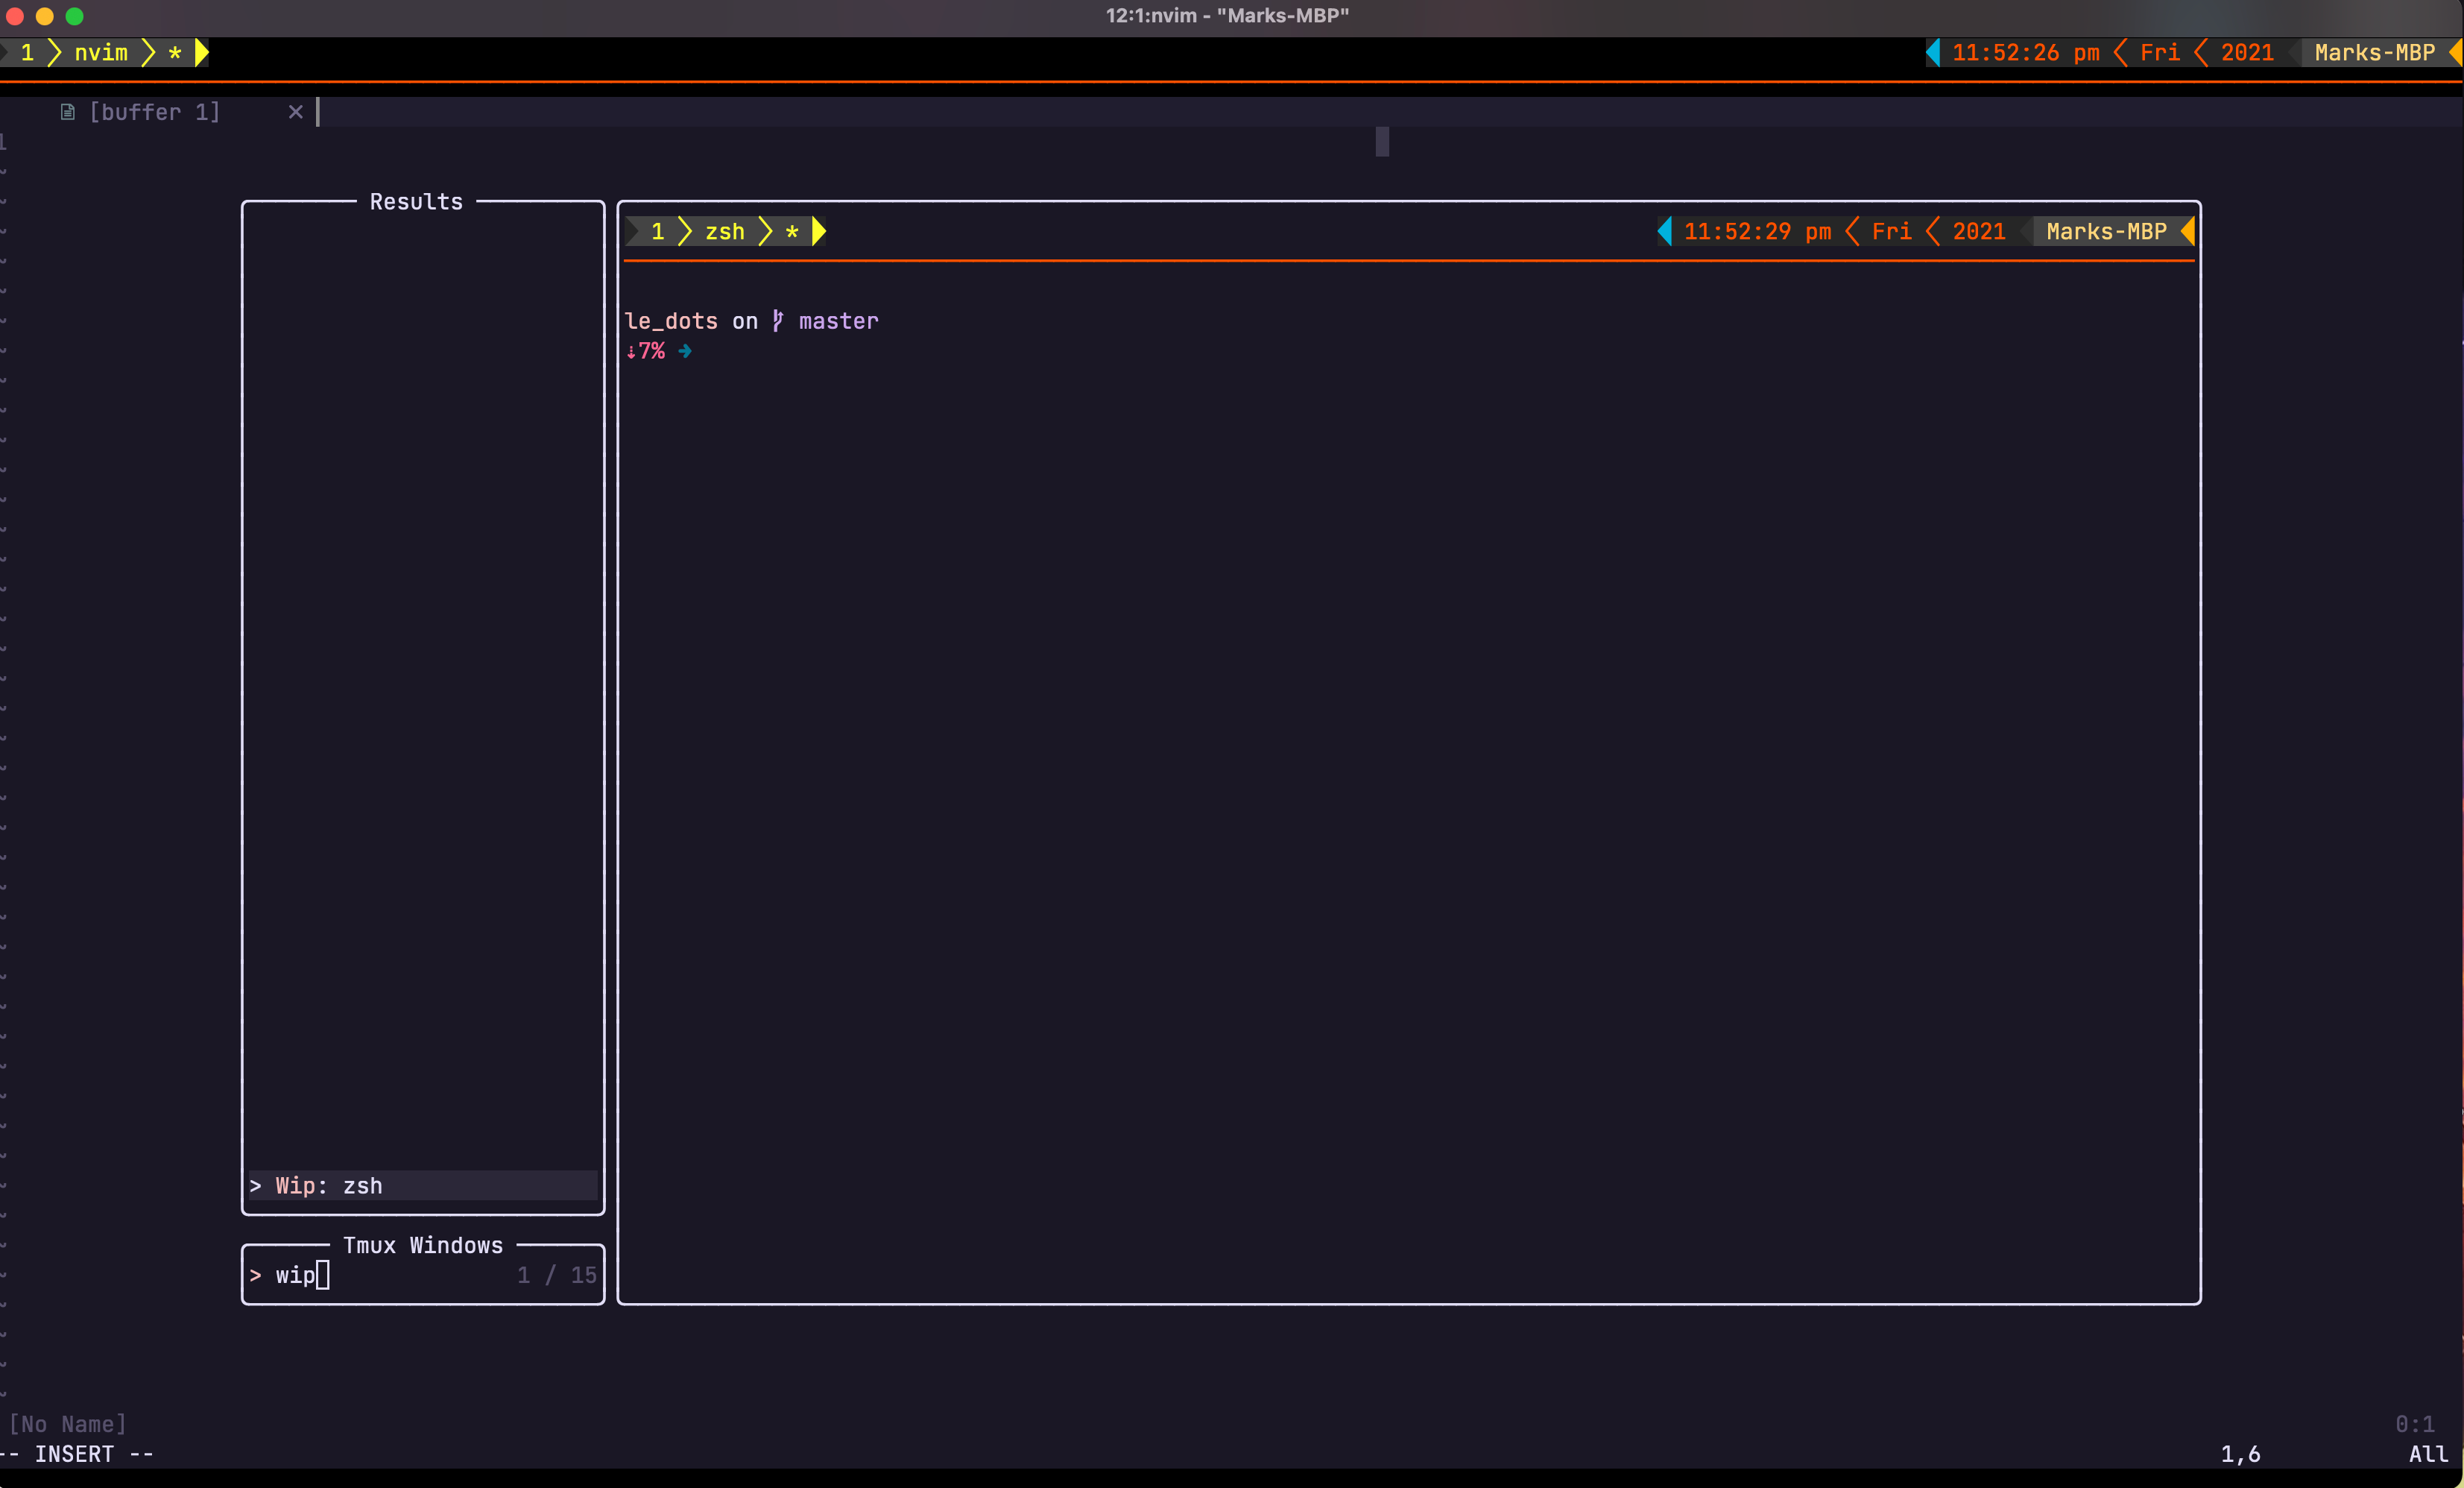 12:1:nvim - "Marks-MBP"
1 nvim * 11:52:26 pm Fri 2021 Marks-MBP
[buffer 1] ×
1
Results
1 zsh * 11:52:29 pm Fri 2021 Marks-MBP
le_dots on master
↓7% →
> Wip: zsh
Tmux Windows
> wip 1 / 15
[No Name] 0:1
-- INSERT -- 1,6 All